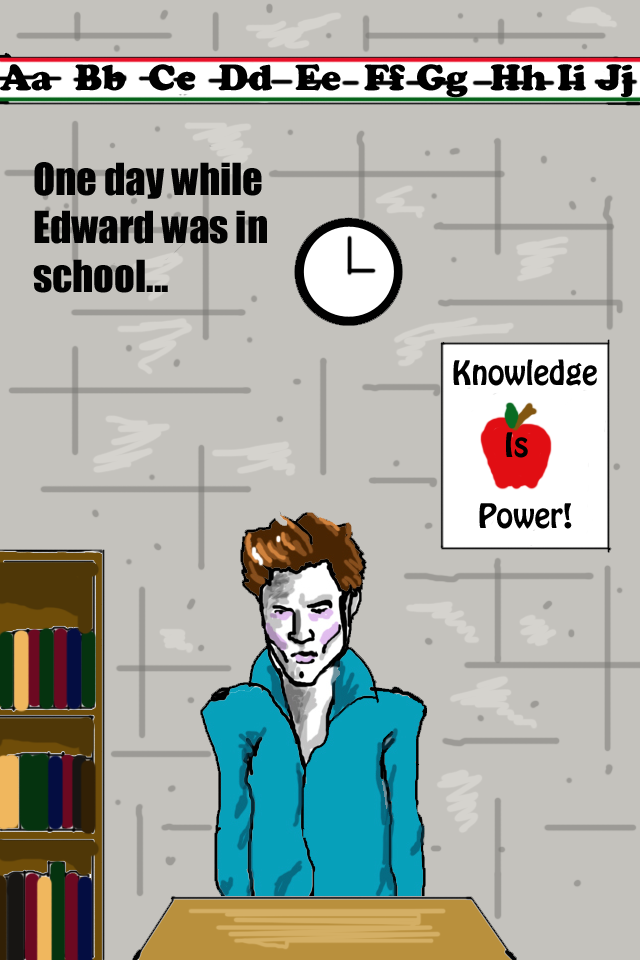 Aa Bb Cc Dd Ee Ff Gg Hh Ii Jj
One day while
Edward was in
school...
Knowledge
Is
Power!